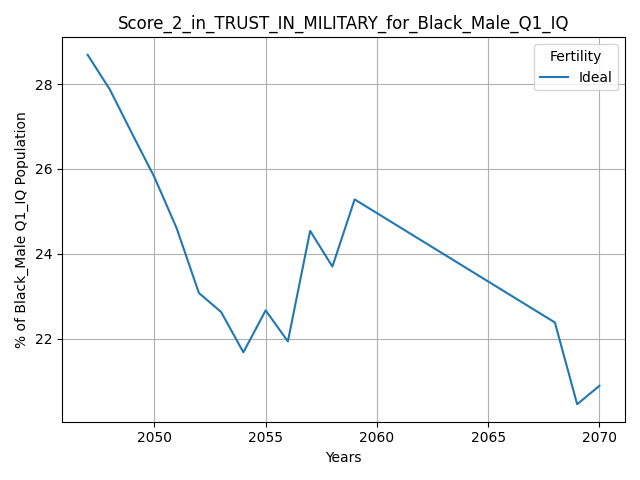 Score_2_in_TRUST_IN_MILITARY_for_Black_Male_Q1_IQ
Fertility
Ideal
28
26
24
22
% of Black_Male Q1_IQ Population
2050
2055
2060
2065
2070
Years